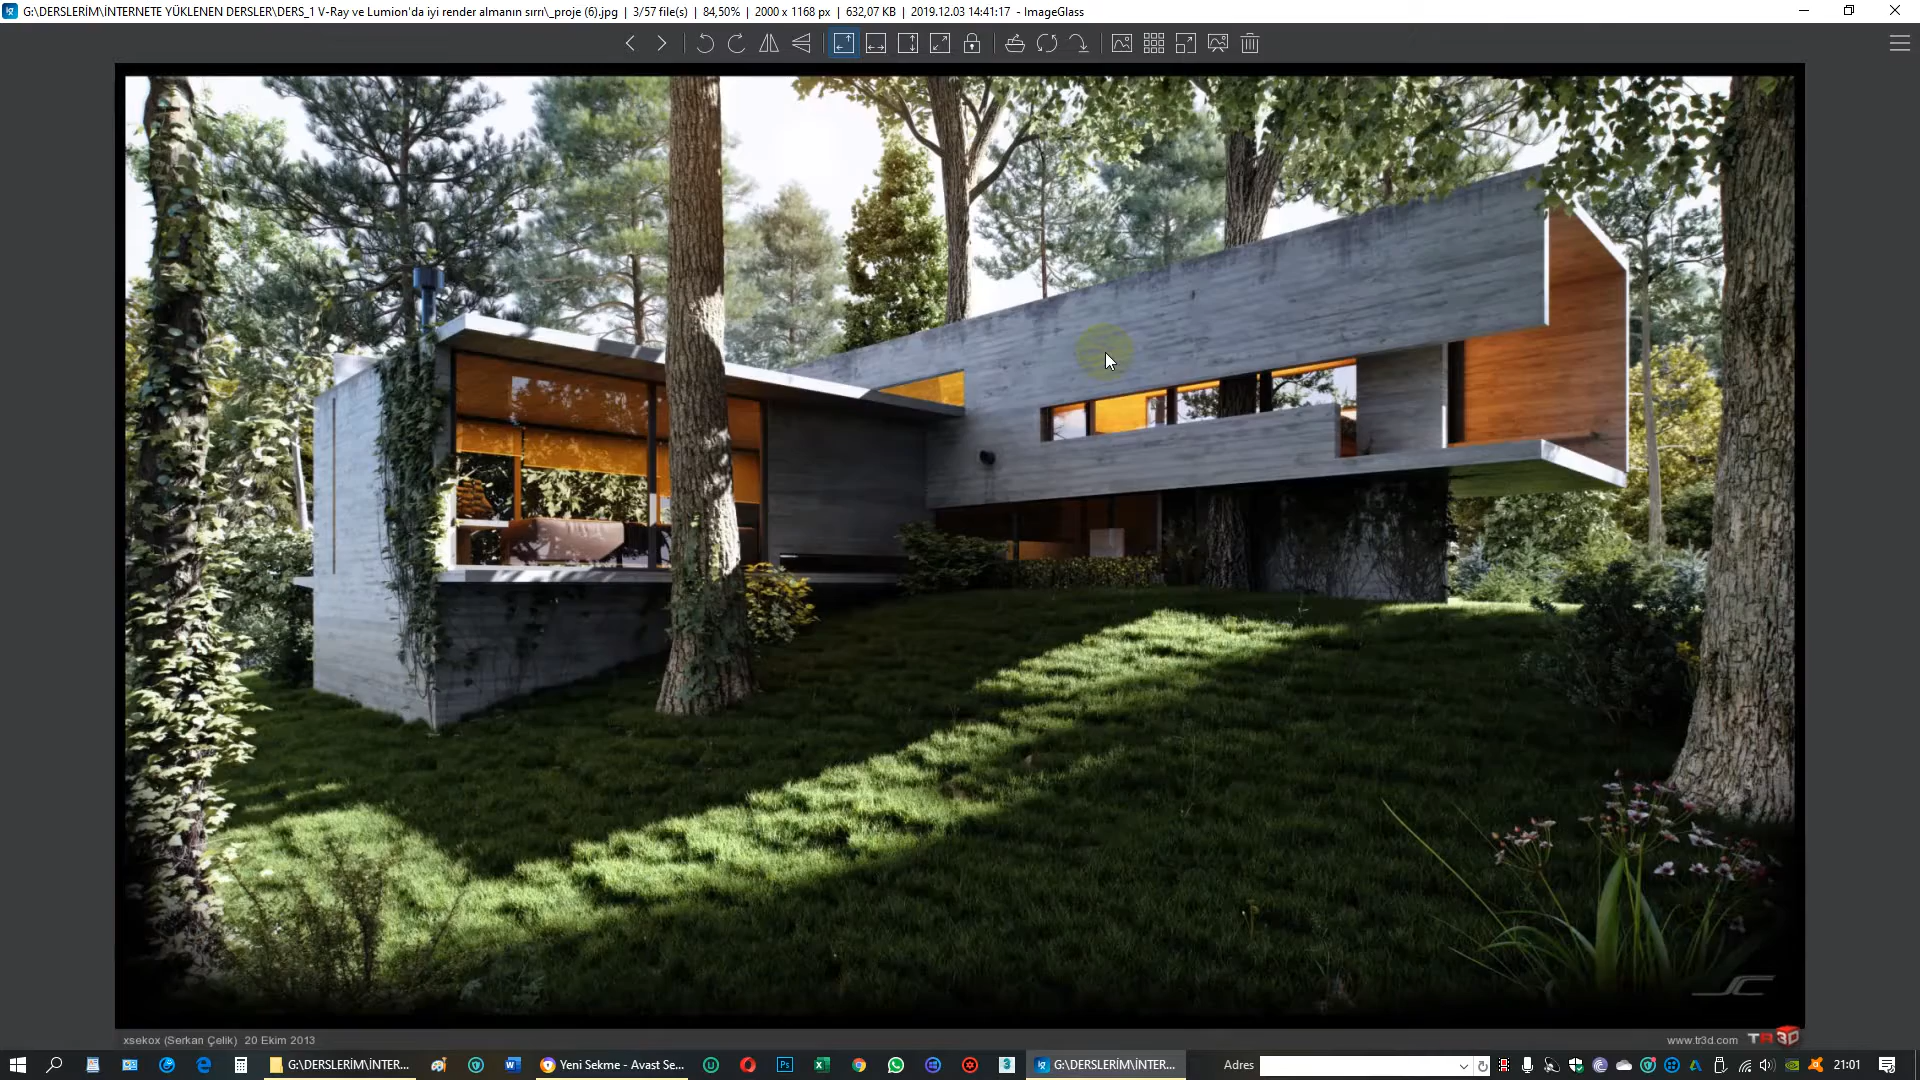 G:\DERSLERİM\İNTERNETE YÜKLENEN DERSLER\DERS_1 V-Ray ve Lumion'da iyi render almanın sırrı\_proje (6).jpg | 3/57 file(s) | 84,50% | 2000 x 1168 px | 632,07 KB | 2019.12.03 14:41:17 - ImageGlass
xsekox (Serkan Çelik) 20 Ekim 2013
www.tr3d.com TR3D
G:\DERSLERİM\İNTER...
Yeni Sekme - Avast Se...
G:\DERSLERİM\İNTER...
Adres
21:01